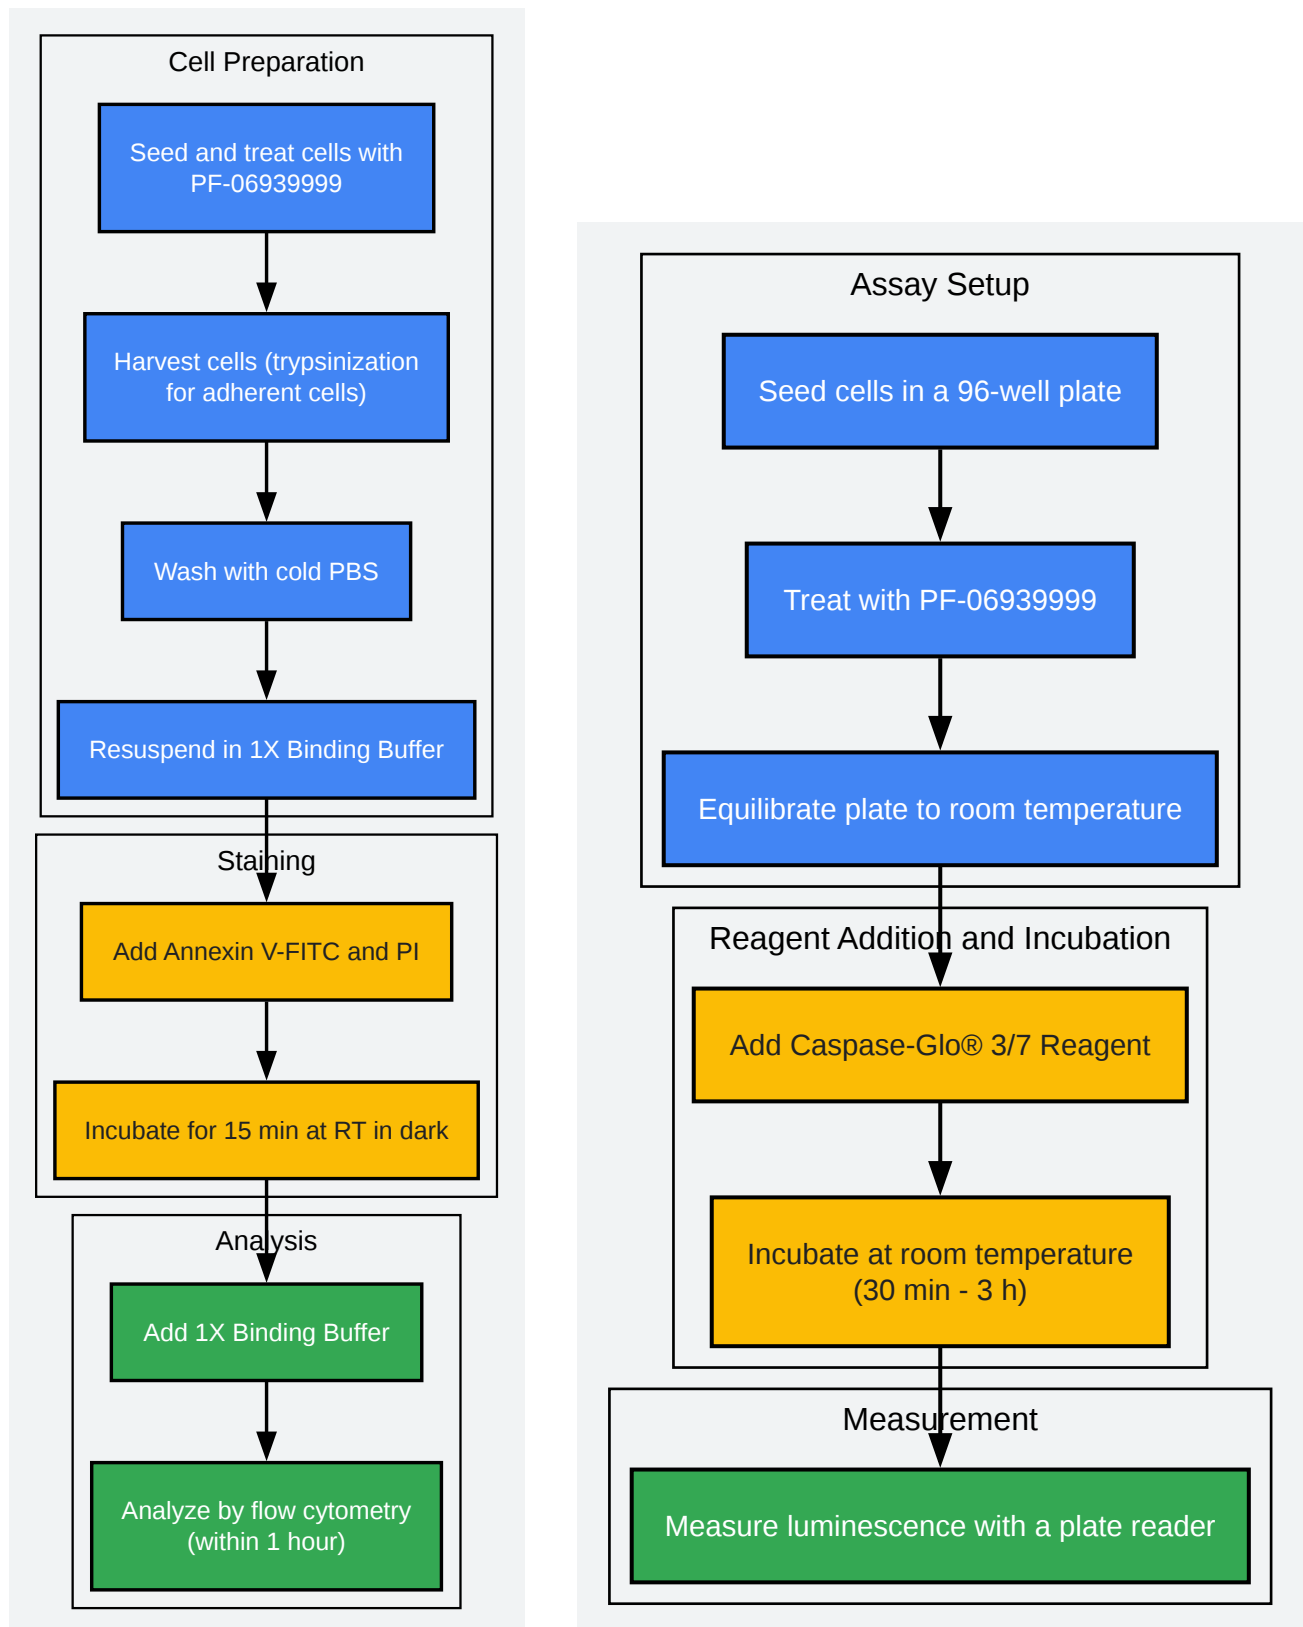 Cell Preparation
Seed and treat cells with
PF-06939999
Harvest cells (trypsinization
for adherent cells)
Wash with cold PBS
Resuspend in 1X Binding Buffer
Staining
Add Annexin V-FITC and PI
Incubate for 15 min at RT in dark
Analysis
Add 1X Binding Buffer
Analyze by flow cytometry
(within 1 hour)
Assay Setup
Seed cells in a 96-well plate
Treat with PF-06939999
Equilibrate plate to room temperature
Reagent Addition and Incubation
Add Caspase-Glo® 3/7 Reagent
Incubate at room temperature
(30 min - 3 h)
Measurement
Measure luminescence with a plate reader